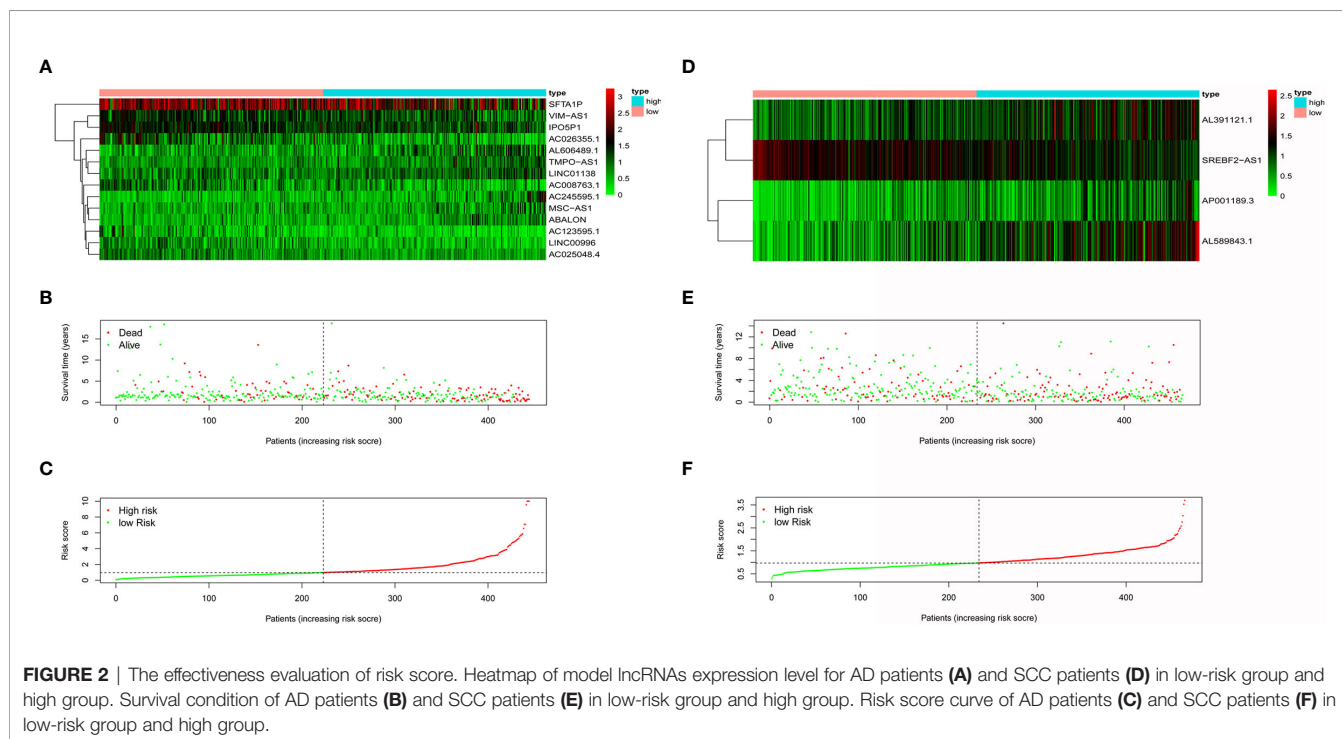 A
type
SFTA1P
VIM-AS1
IPO5P1
AC026355.1
AL606489.1
TMPO-AS1
LINC01138
AC008763.1
AC245595.1
MSC-AS1
ABALON
AC123595.1
LINC00996
AC025048.4
3
2.5
2
1.5
1
0.5
0
type
high
low
B
Dead
Alive
Survival time (years)
0 5 10 15
0 100 200 300 400
Patients (increasing risk socre)
C
High risk
low Risk
Risk score
0 2 4 6 8 10
0 100 200 300 400
Patients (increasing risk socre)
D
type
AL391121.1
SREBF2-AS1
AP001189.3
AL589843.1
2.5
2
1.5
1
0.5
0
type
high
low
E
Dead
Alive
Survival time (years)
0 2 4 8 12
0 100 200 300 400
Patients (increasing risk socre)
F
High risk
low Risk
Risk score
0.5 1.5 2.5 3.5
0 100 200 300 400
Patients (increasing risk socre)
FIGURE 2 | The effectiveness evaluation of risk score. Heatmap of model lncRNAs expression level for AD patients (A) and SCC patients (D) in low-risk group and
high group. Survival condition of AD patients (B) and SCC patients (E) in low-risk group and high group. Risk score curve of AD patients (C) and SCC patients (F) in
low-risk group and high group.